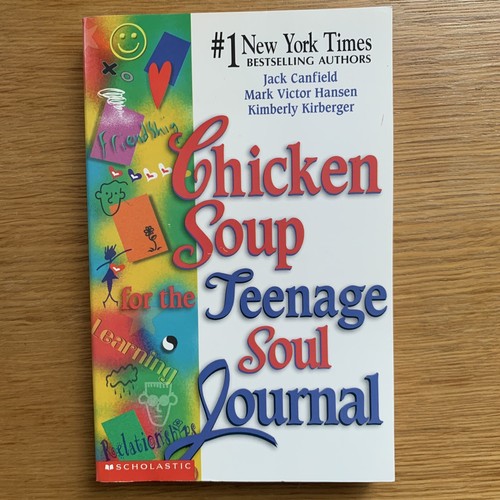 #1 New York Times
BESTSELLING AUTHORS
Jack Canfield
Mark Victor Hansen
Kimberly Kirberger
Friendship
Chicken
Soup
for the Teenage
Soul
Journal
Learning
Relationships
SCHOLASTIC